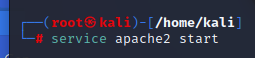 ┌──(root㉿kali)-[/home/kali]
└─# service apache2 start